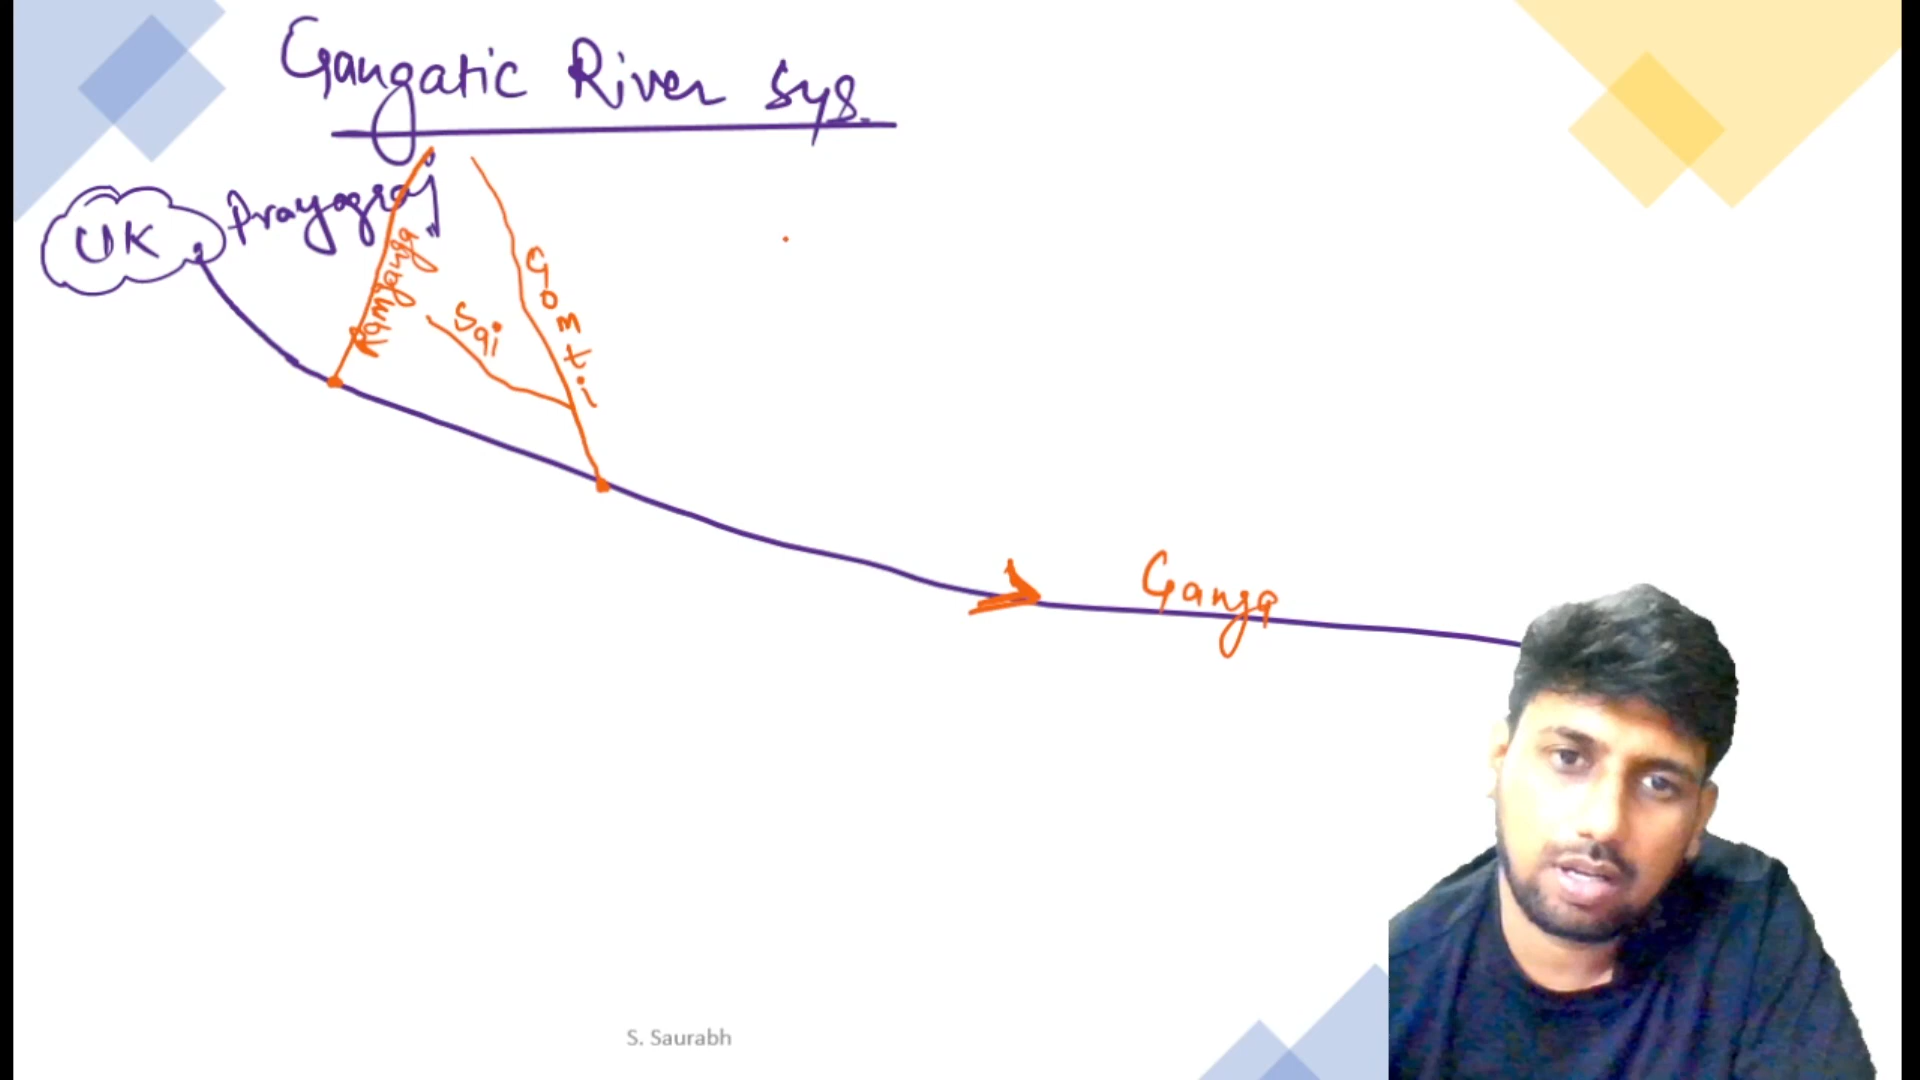 Gangatic River Sys.
UK Prayagraj
Ramganga
Sai
Gomti
Ganga
S. Saurabh